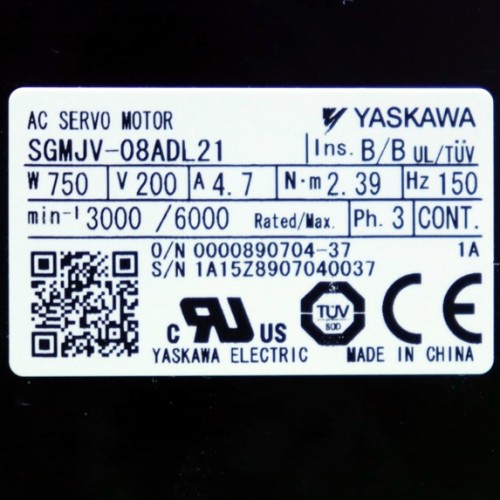 AC SERVO MOTOR YASKAWA
SGMJV-08ADL21 Ins. B/B UL/TÜV
W 750 V 200 A 4.7 N·m 2.39 Hz 150
min-1 3000 /6000 Rated/Max. Ph. 3 CONT.
O/N 0000890704-37 1A
S/N 1A15Z8907040037
C UR US TÜV SÜD CE
YASKAWA ELECTRIC MADE IN CHINA